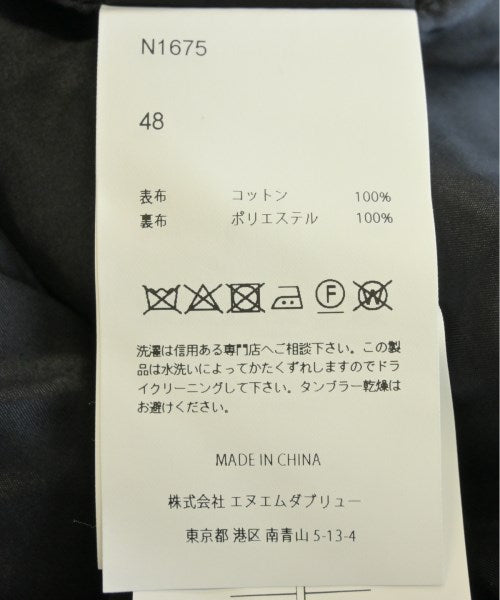 N1675
48
表布 コットン 100%
裏布 ポリエステル 100%
F W
洗濯は信用ある専門店へご相談下さい。この製
品は水洗いによってかたくずれしますのでドラ
イクリーニングして下さい。タンブラー乾燥は
お避けください。
MADE IN CHINA
株式会社 エヌエムダブリュー
東京都 港区 南青山 5-13-4